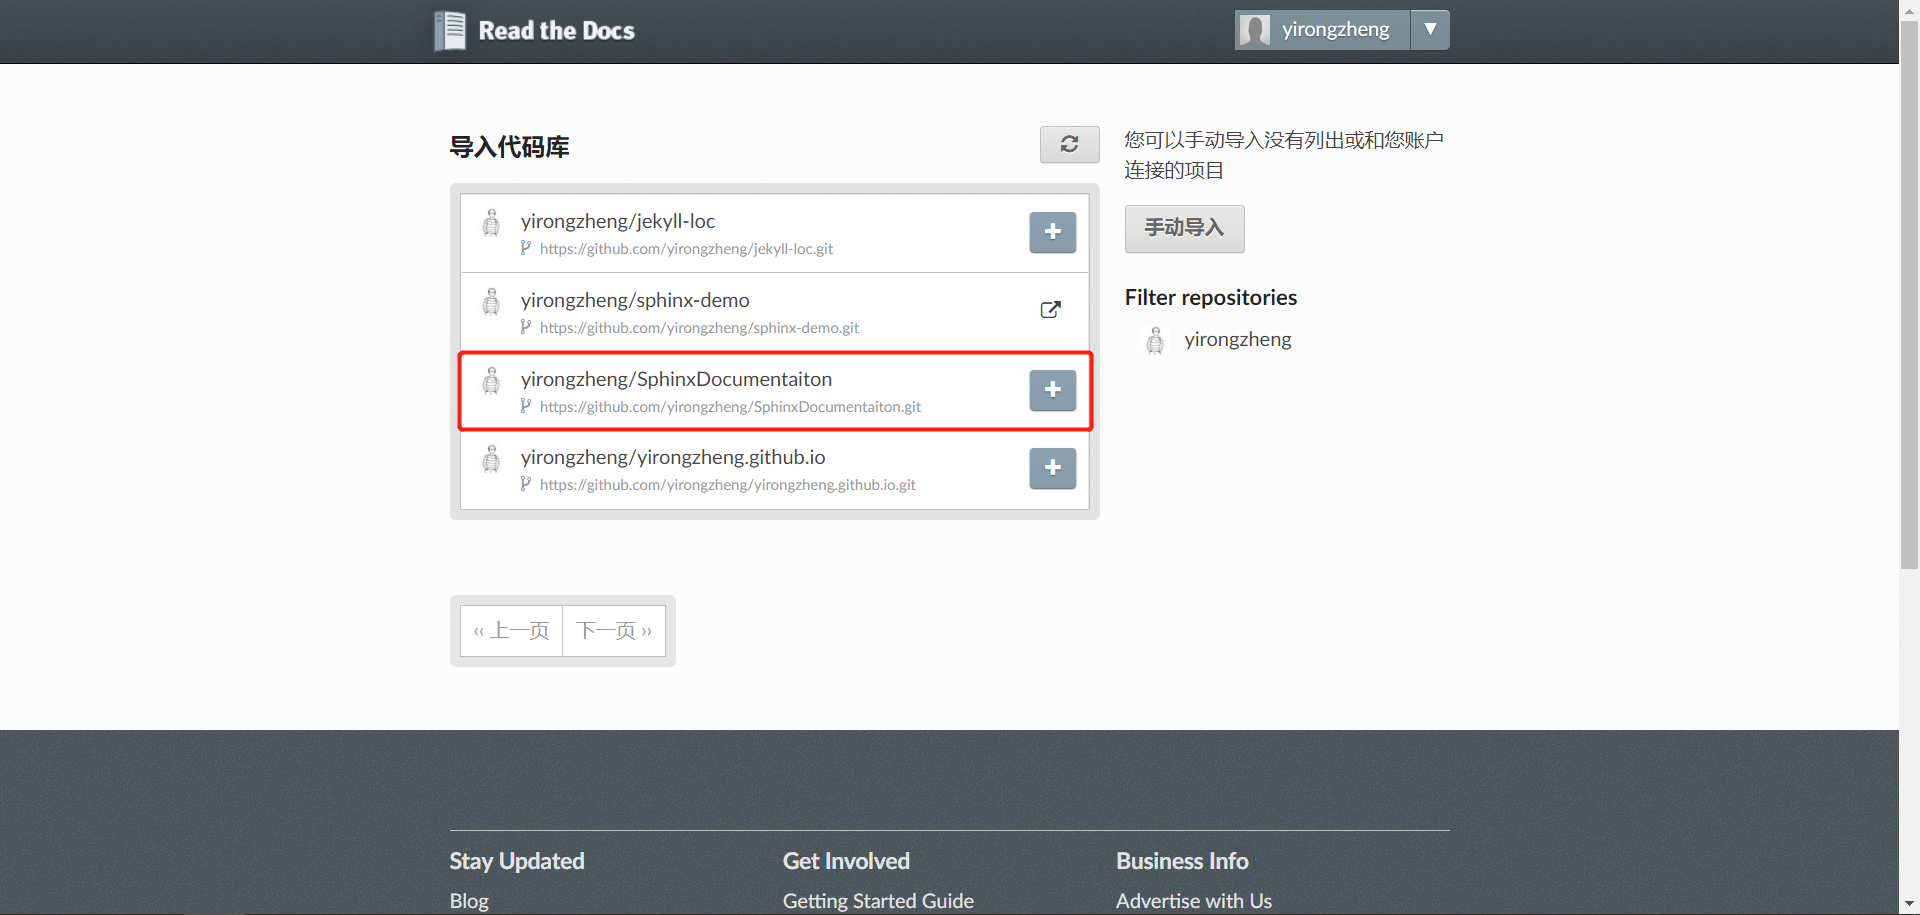 Read the Docs
yirongzheng ▼
导入代码库
yirongzheng/jekyll-loc
https://github.com/yirongzheng/jekyll-loc.git
yirongzheng/sphinx-demo
https://github.com/yirongzheng/sphinx-demo.git
yirongzheng/SphinxDocumentaiton
https://github.com/yirongzheng/SphinxDocumentaiton.git
yirongzheng/yirongzheng.github.io
https://github.com/yirongzheng/yirongzheng.github.io.git
‹‹ 上一页 下一页 ››
您可以手动导入没有列出或和您账户
连接的项目
手动导入
Filter repositories
yirongzheng
Stay Updated
Blog
Get Involved
Getting Started Guide
Business Info
Advertise with Us